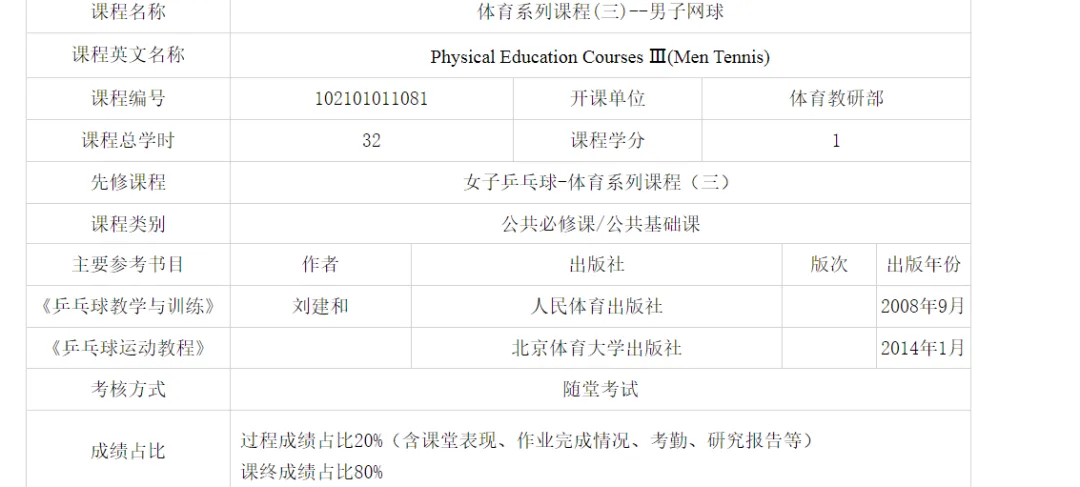 课程名称 体育系列课程(三)--男子网球
课程英文名称 Physical Education Courses Ⅲ(Men Tennis)
课程编号 102101011081 开课单位 体育教研部
课程总学时 32 课程学分 1
先修课程 女子乒乓球-体育系列课程（三）
课程类别 公共必修课/公共基础课
主要参考书目 作者 出版社 版次 出版年份
《乒乓球教学与训练》 刘建和 人民体育出版社 2008年9月
《乒乓球运动教程》 北京体育大学出版社 2014年1月
考核方式 随堂考试
成绩占比 过程成绩占比20%（含课堂表现、作业完成情况、考勤、研究报告等）
课终成绩占比80%